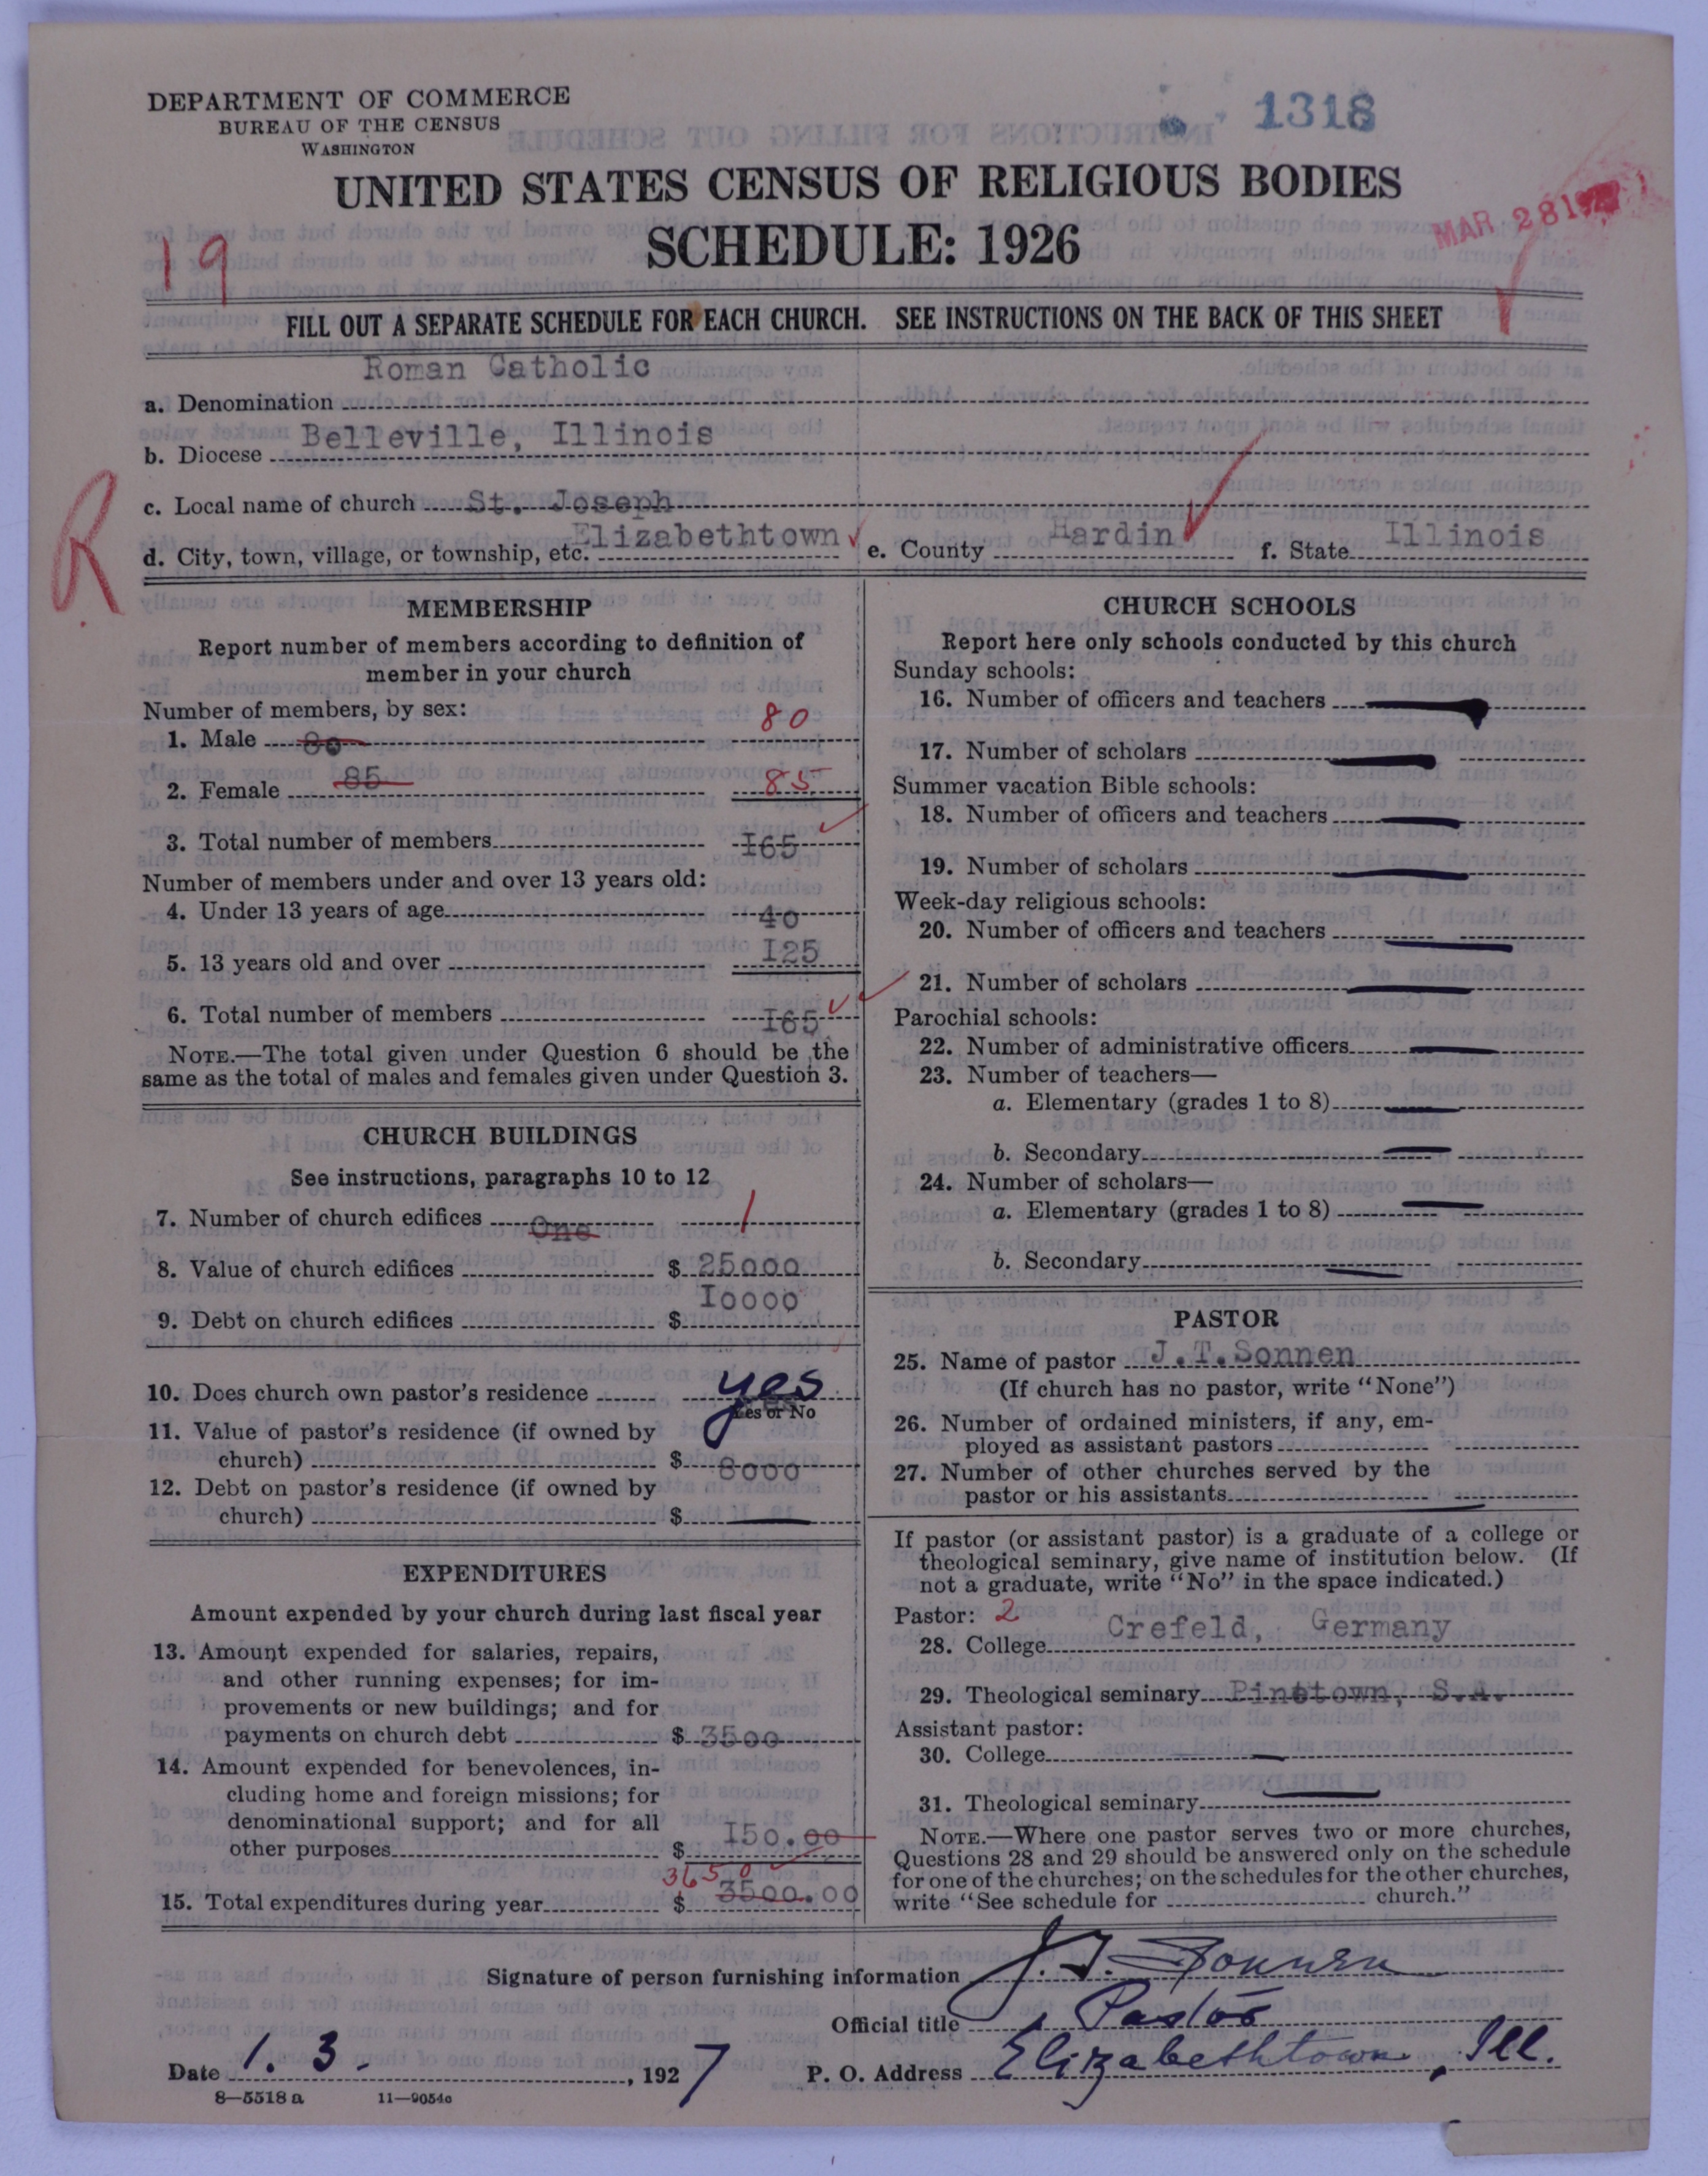 DEPARTMENT OF COMMERCE
BUREAU OF THE CENSUS
WASHINGTON
1318
UNITED STATES CENSUS OF RELIGIOUS BODIES
SCHEDULE: 1926
MAR 28 1927
19
FILL OUT A SEPARATE SCHEDULE FOR EACH CHURCH. SEE INSTRUCTIONS ON THE BACK OF THIS SHEET
a. Denomination Roman Catholic
b. Diocese Belleville, Illinois
R
c. Local name of church St. Joseph
d. City, town, village, or township, etc. Elizabethtown e. County Hardin f. State Illinois
MEMBERSHIP
Report number of members according to definition of
member in your church
Number of members, by sex:
1. Male 80 80
2. Female 85 85
3. Total number of members I65
Number of members under and over 13 years old:
4. Under 13 years of age 40
5. 13 years old and over I25
6. Total number of members I65
NOTE.—The total given under Question 6 should be the
same as the total of males and females given under Question 3.
CHURCH BUILDINGS
See instructions, paragraphs 10 to 12
7. Number of church edifices One 1
8. Value of church edifices $ 25000
9. Debt on church edifices $ I0000
10. Does church own pastor's residence yes
Yes or No
11. Value of pastor's residence (if owned by
church) $ 8000
12. Debt on pastor's residence (if owned by
church) $ —
EXPENDITURES
Amount expended by your church during last fiscal year
13. Amount expended for salaries, repairs,
and other running expenses; for im-
provements or new buildings; and for
payments on church debt $ 3500
14. Amount expended for benevolences, in-
cluding home and foreign missions; for
denominational support; and for all
other purposes $ I50.00
3650
15. Total expenditures during year $ 3500.00
CHURCH SCHOOLS
Report here only schools conducted by this church
Sunday schools:
16. Number of officers and teachers —
17. Number of scholars —
Summer vacation Bible schools:
18. Number of officers and teachers —
19. Number of scholars —
Week-day religious schools:
20. Number of officers and teachers —
21. Number of scholars —
Parochial schools:
22. Number of administrative officers —
23. Number of teachers—
a. Elementary (grades 1 to 8) —
b. Secondary —
24. Number of scholars—
a. Elementary (grades 1 to 8) —
b. Secondary —
PASTOR
25. Name of pastor J.T.Sonnen
(If church has no pastor, write "None")
26. Number of ordained ministers, if any, em-
ployed as assistant pastors
27. Number of other churches served by the
pastor or his assistants —
If pastor (or assistant pastor) is a graduate of a college or
theological seminary, give name of institution below. (If
not a graduate, write "No" in the space indicated.)
Pastor: 2
28. College Crefeld, Germany
29. Theological seminary Pinetown, S.A.
Assistant pastor:
30. College —
31. Theological seminary —
NOTE.—Where one pastor serves two or more churches,
Questions 28 and 29 should be answered only on the schedule
for one of the churches; on the schedules for the other churches,
write "See schedule for church."
Signature of person furnishing information J. T. Sonnen
Official title Pastor
Date 1. 3. , 1927 P. O. Address Elizabethtown, Ill.
8—5518 a 11—9054c